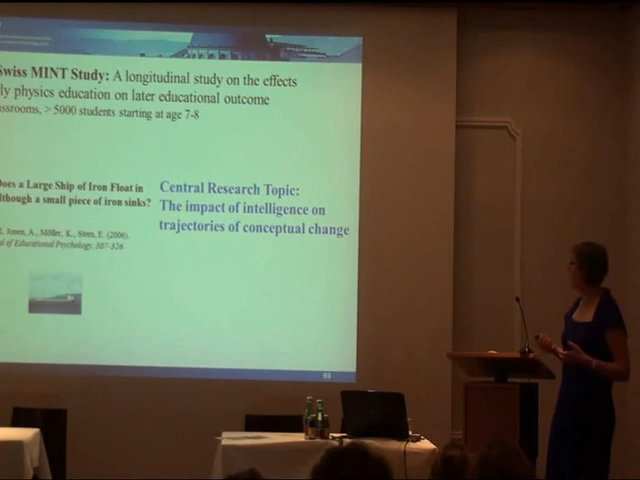 Swiss MINT Study: A longitudinal study on the effects
ly physics education on later educational outcome
ssrooms, > 5000 students starting at age 7-8
Does a Large Ship of Iron Float in
lthough a small piece of iron sinks?
Central Research Topic:
The impact of intelligence on
trajectories of conceptual change
Jonen, A., Möller, K., Stern, E. (2006).
l of Educational Psychology, 307-326